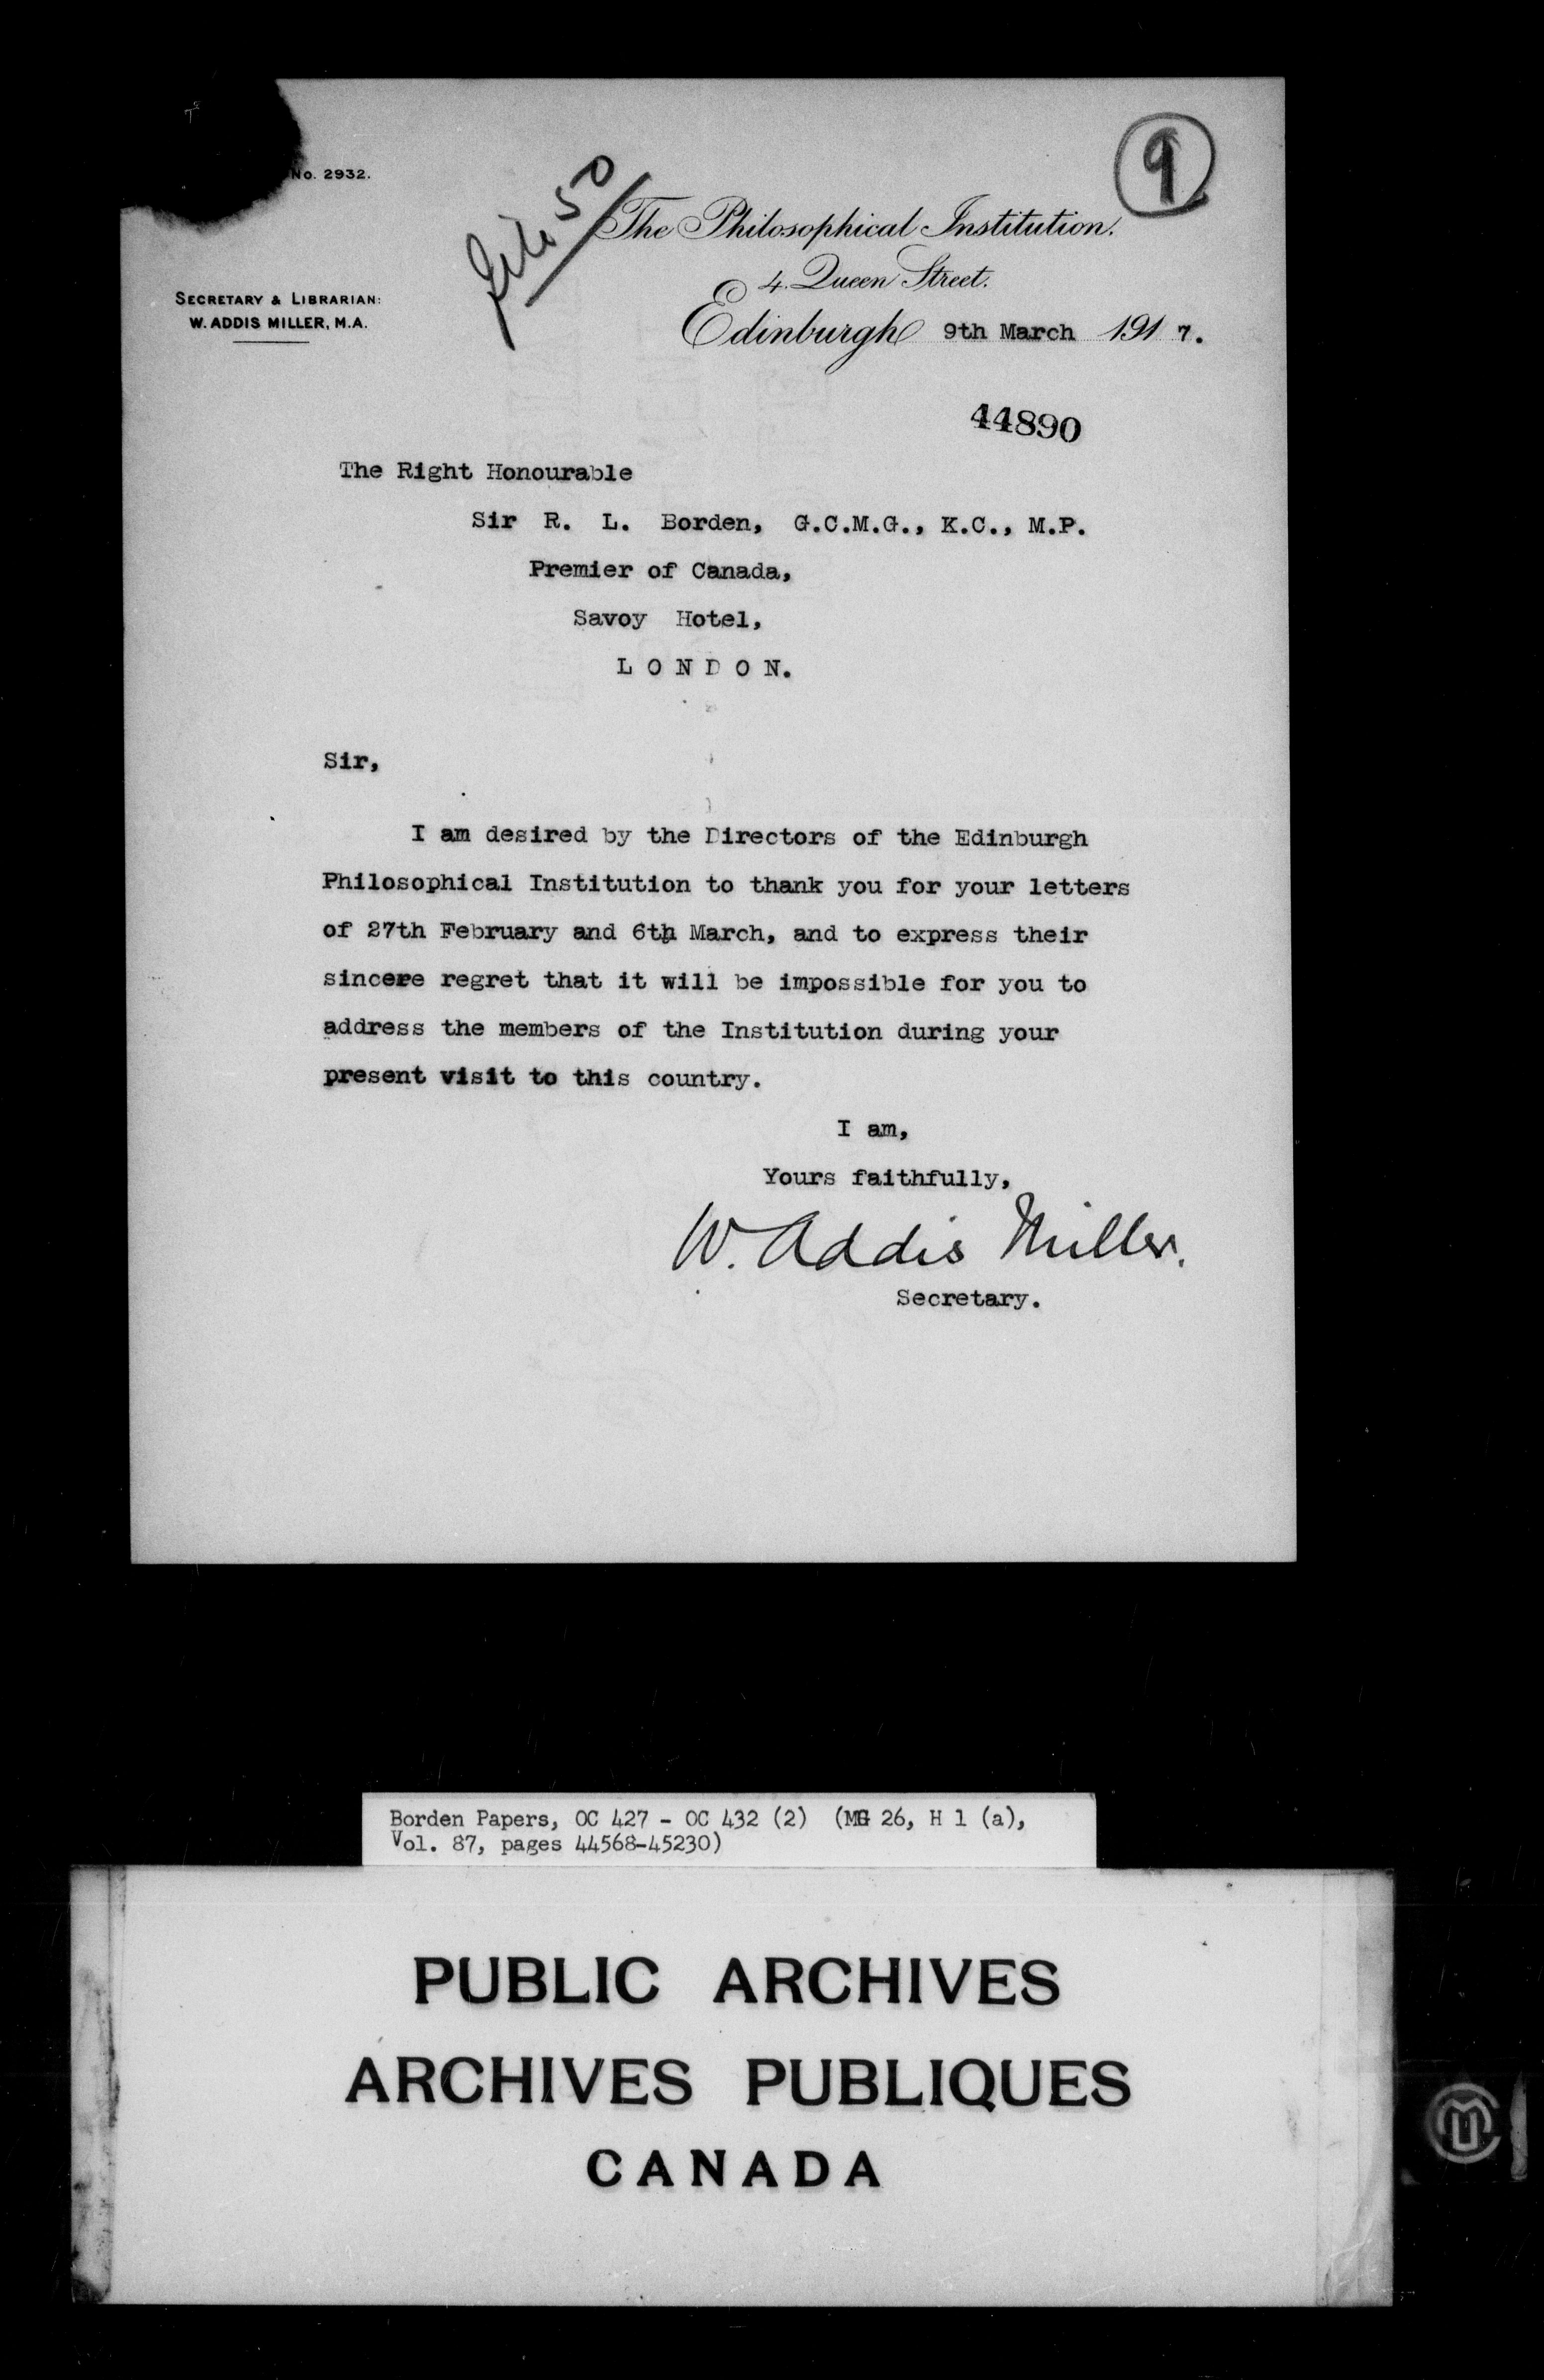 No. 2932.
9
file 50
The Philosophical Institution.
4. Queen Street.
SECRETARY & LIBRARIAN:
W. ADDIS MILLER, M.A.
Edinburgh 9th March 1917.
44890
The Right Honourable
Sir R. L. Borden, G.C.M.G., K.C., M.P.
Premier of Canada,
Savoy Hotel,
LONDON.
Sir,
I am desired by the Directors of the Edinburgh
Philosophical Institution to thank you for your letters
of 27th February and 6th March, and to express their
sincere regret that it will be impossible for you to
address the members of the Institution during your
present visit to this country.
I am,
Yours faithfully,
W. Addis Miller.
Secretary.
Borden Papers, OC 427 - OC 432 (2) (MG 26, H 1 (a),
Vol. 87, pages 44568-45230)
PUBLIC ARCHIVES
ARCHIVES PUBLIQUES
CANADA